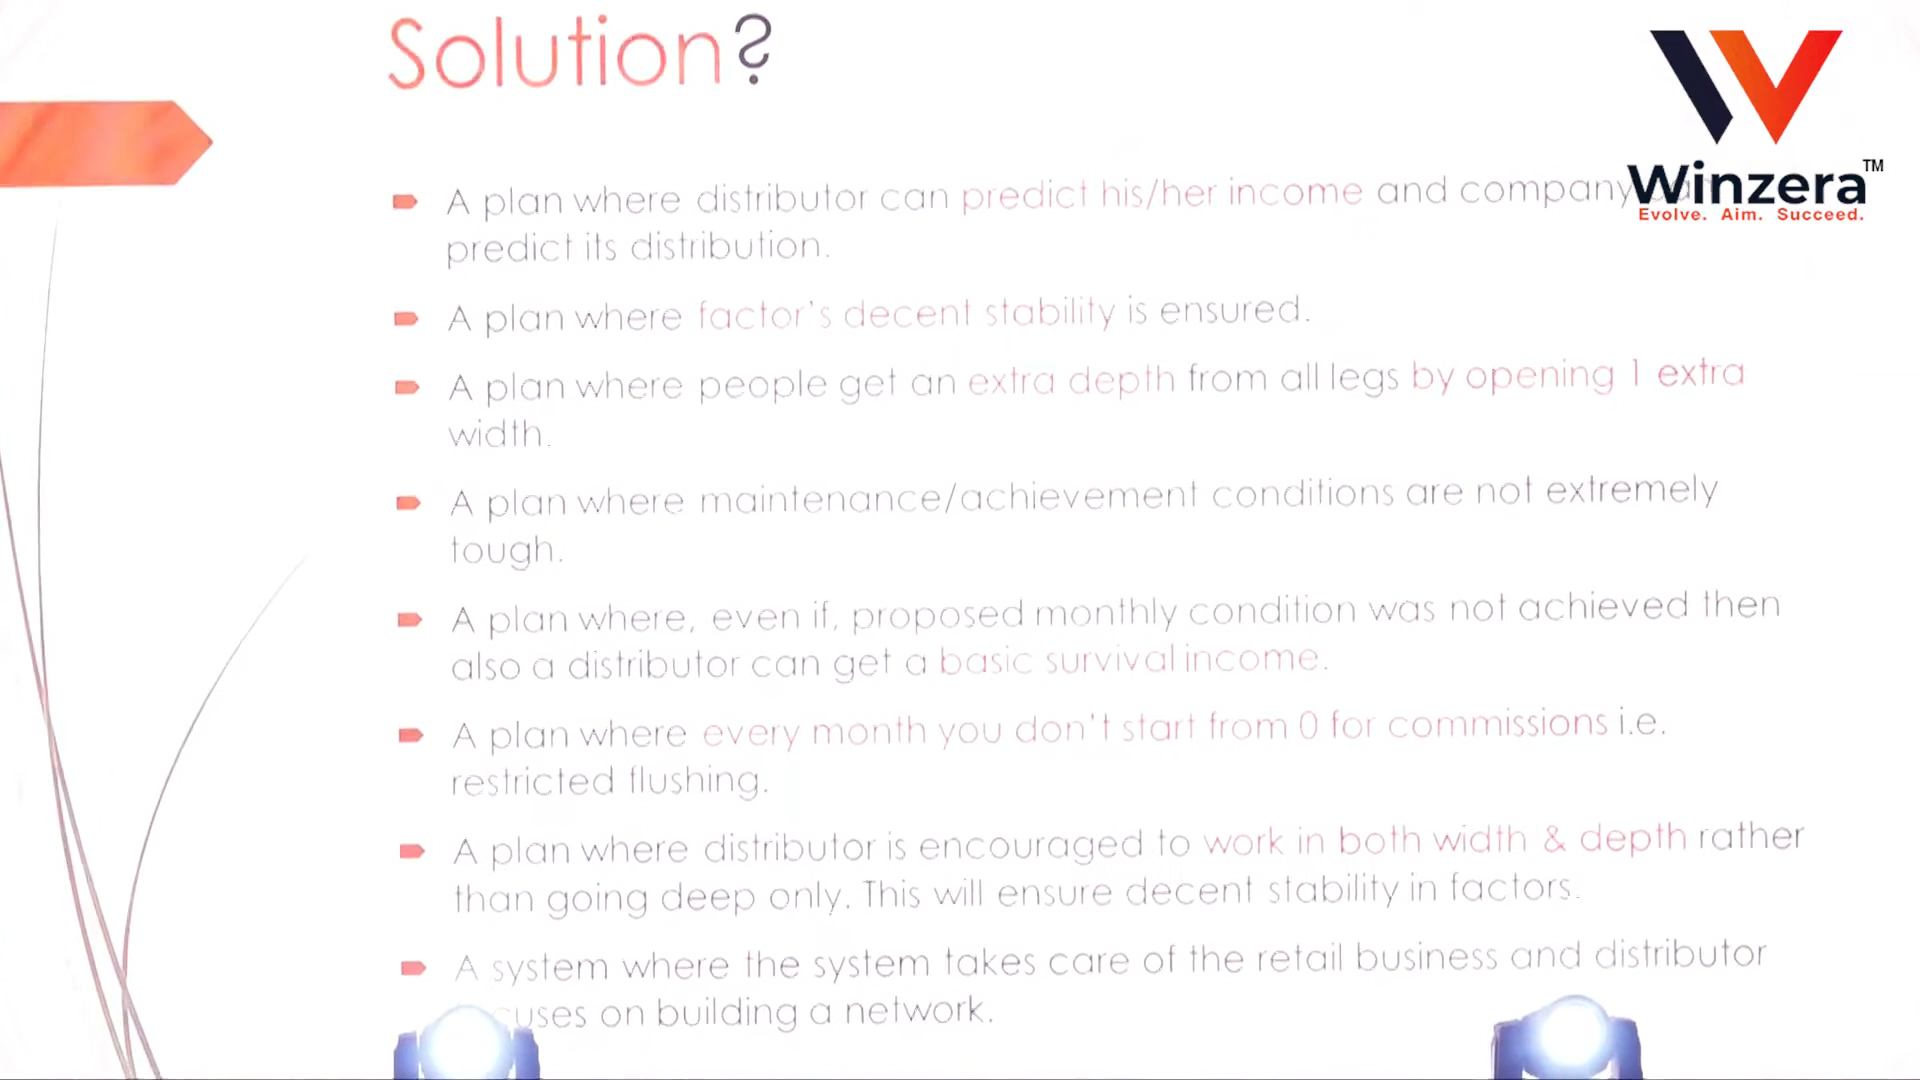 Solution?
Winzera™
Evolve. Aim. Succeed.
A plan where distributor can predict his/her income and company
predict its distribution.
A plan where factor's decent stability is ensured.
A plan where people get an extra depth from all legs by opening 1 extra
width.
A plan where maintenance/achievement conditions are not extremely
tough.
A plan where, even if, proposed monthly condition was not achieved then
also a distributor can get a basic survival income.
A plan where every month you don't start from 0 for commissions i.e.
restricted flushing.
A plan where distributor is encouraged to work in both width & depth rather
than going deep only. This will ensure decent stability in factors.
A system where the system takes care of the retail business and distributor
on building a network.